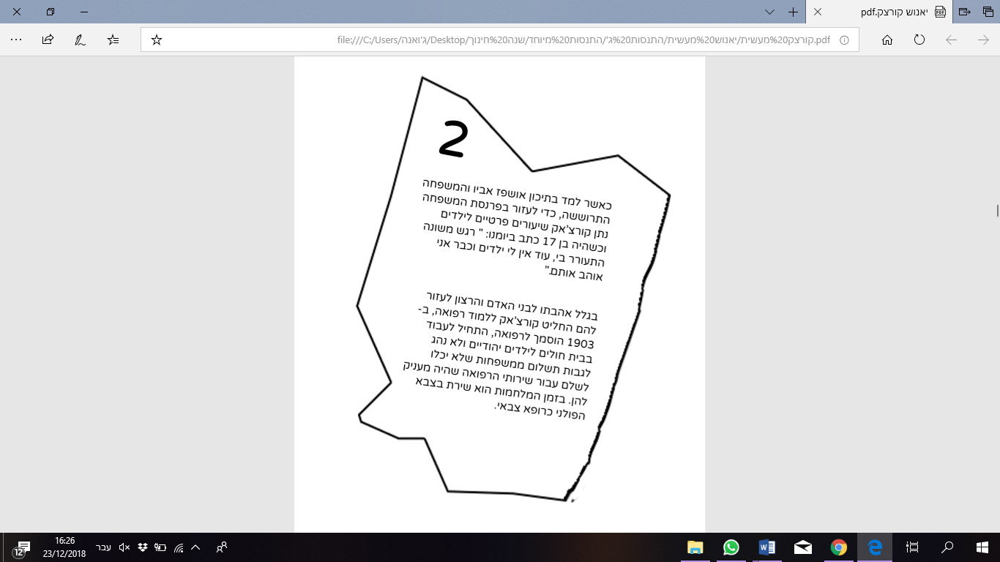 יאנוש קורצק.pdf
file:///C:/Users/ג'ואנה/Desktop/שנה%20חינוך%20מיוחד/התנסות%20ג'/התנסות%20מעשית/יאנוש%20מעשית%20קורצק.pdf
2
כאשר למד בתיכון אושפז אביו והמשפחה
התרוששה, כדי לעזור בפרנסת המשפחה
נתן קורצ'אק שיעורים פרטיים לילדים
וכשהיה בן 17 כתב ביומנו: " רגש משונה
התעורר בי, עוד אין לי ילדים וכבר אני
אוהב אותם."
בגלל אהבתו לבני האדם והרצון לעזור
להם החליט קורצ'אק ללמוד רפואה, ב-
1903 הוסמך לרפואה, התחיל לעבוד
בבית חולים לילדים יהודיים ולא נהג
לגבות תשלום ממשפחות שלא יכלו
לשלם עבור שירותי הרפואה שהיה מעניק
להן. בזמן המלחמות הוא שירת בצבא
הפולני כרופא צבאי.
12
16:26
23/12/2018
עבר